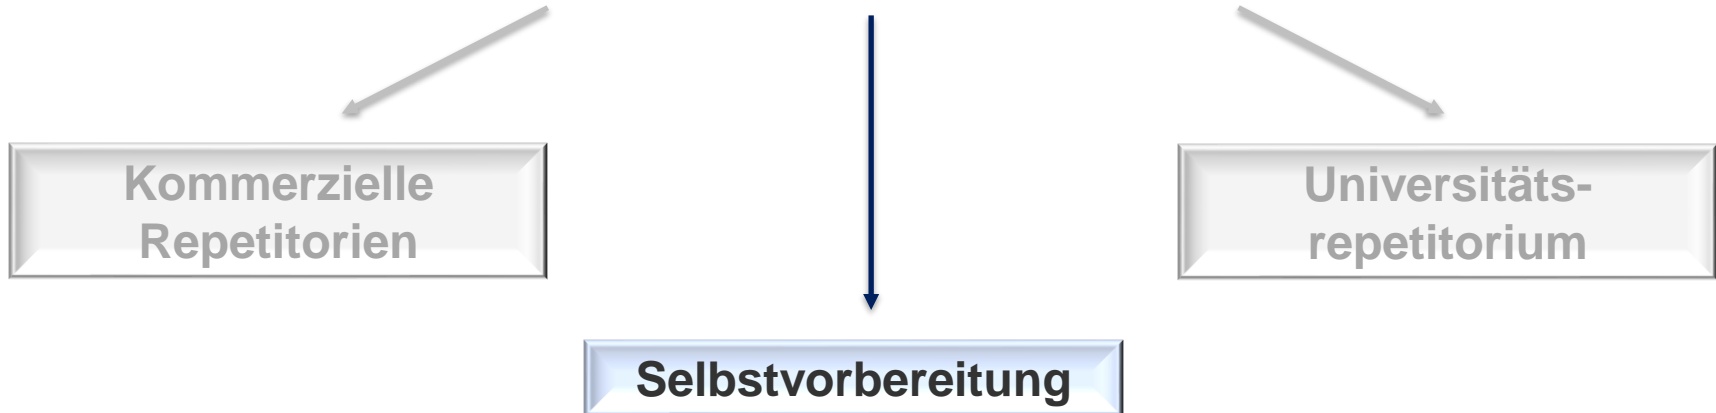 Kommerzielle
Repetitorien
Universitäts-
repetitorium
Selbstvorbereitung